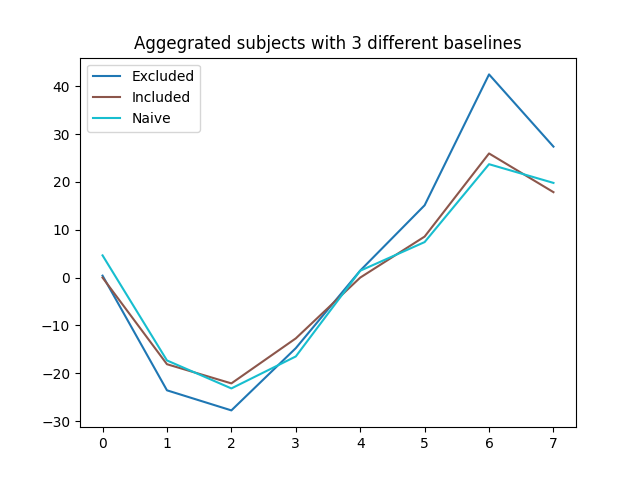 Aggegrated subjects with 3 different baselines
Excluded
Included
Naive
40
30
20
10
0
−10
−20
−30
0 1 2 3 4 5 6 7